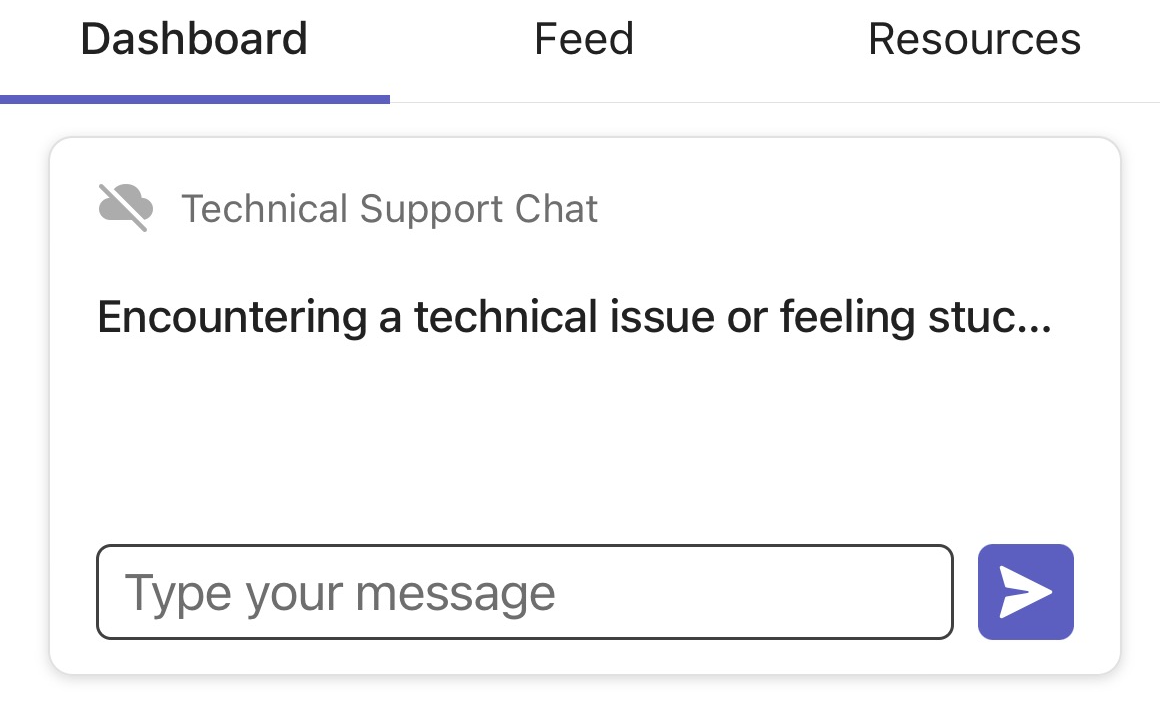 Dashboard Feed Resources
Technical Support Chat
Encountering a technical issue or feeling stuc...
Type your message